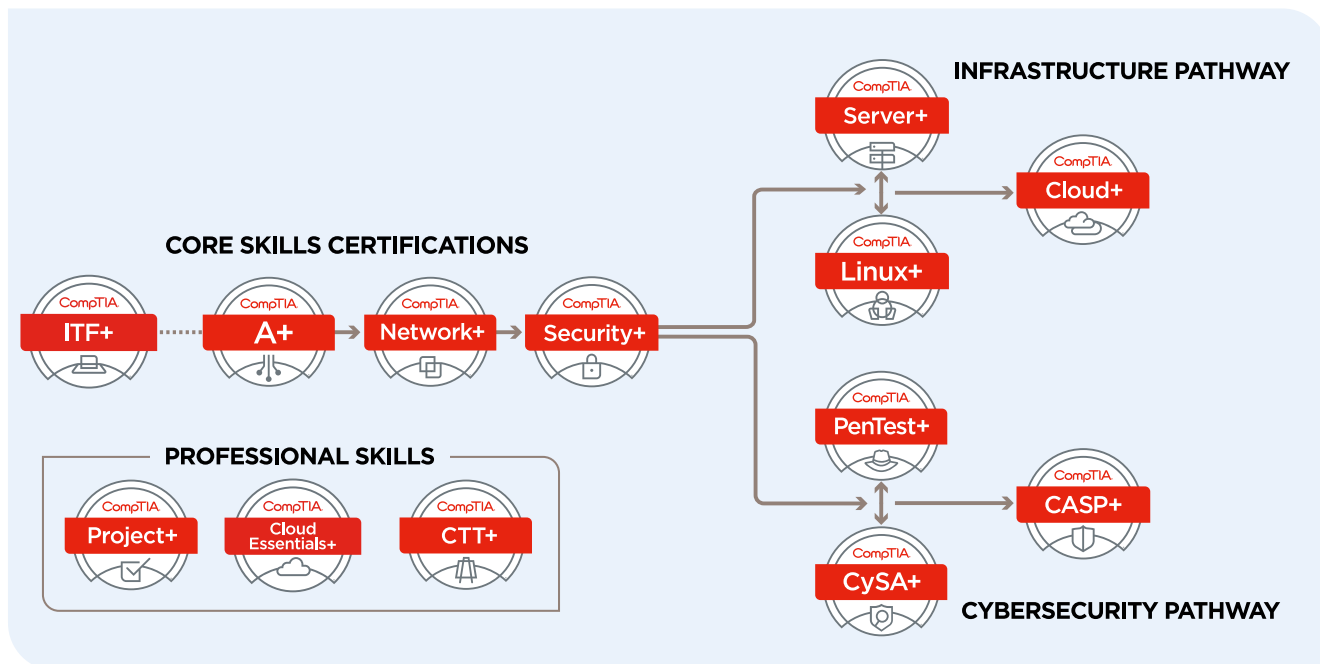 INFRASTRUCTURE PATHWAY
CompTIA
Server+
CompTIA
Cloud+
CompTIA
Linux+
CORE SKILLS CERTIFICATIONS
CompTIA
ITF+
CompTIA
A+
CompTIA
Network+
CompTIA
Security+
PROFESSIONAL SKILLS
CompTIA
Project+
CompTIA
Cloud
Essentials+
CompTIA
CTT+
CompTIA
PenTest+
CompTIA
CASP+
CompTIA
CySA+
CYBERSECURITY PATHWAY